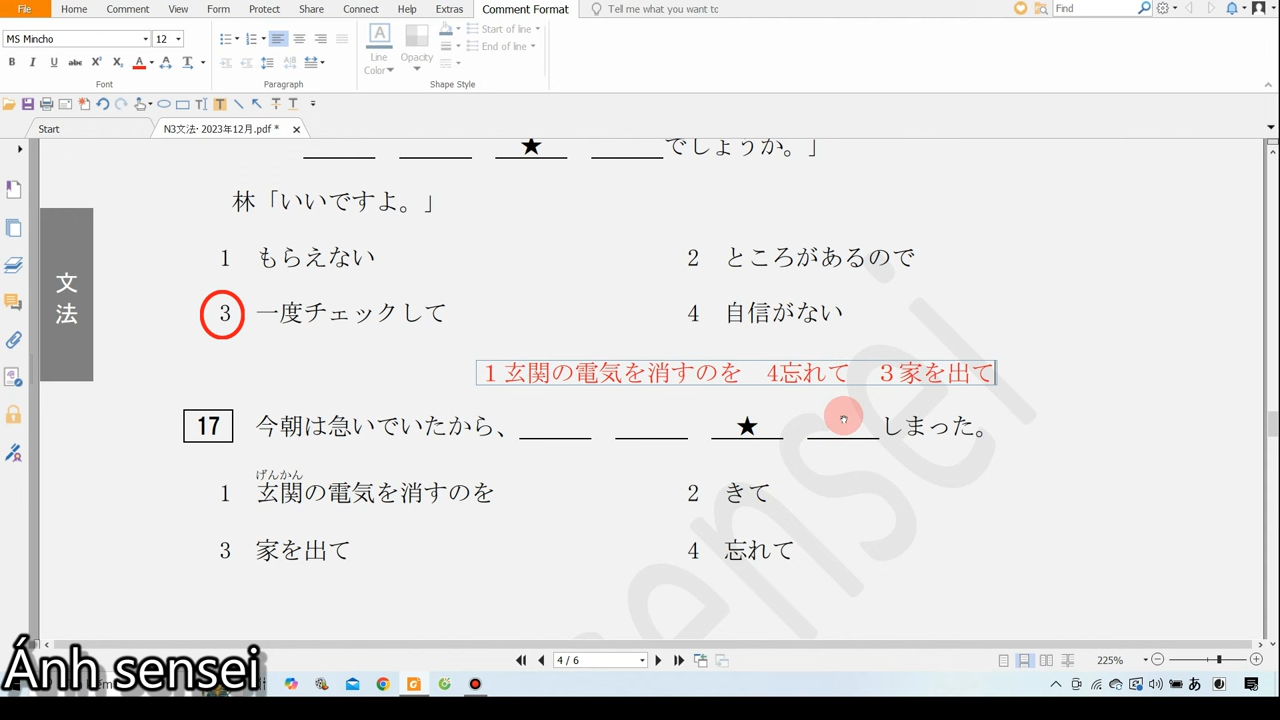 File Home Comment View Form Protect Share Connect Help Extras Comment Format Tell me what you want to Find
MS Mincho 12 Start of line
End of line
Line Color Opacity
B I U abc X² X₂ A A T
Font Paragraph Shape Style
Start N3文法- 2023年12月.pdf *
★ でしょうか。」
林「いいですよ。」
文法
1 もらえない 2 ところがあるので
3 一度チェックして 4 自信がない
1玄関の電気を消すのを 4忘れて 3家を出て
17 今朝は急いでいたから、 ★ しまった。
げんかん
1 玄関の電気を消すのを 2 きて
3 家を出て 4 忘れて
sensei
4 / 6 225%
Ánh sensei
あ